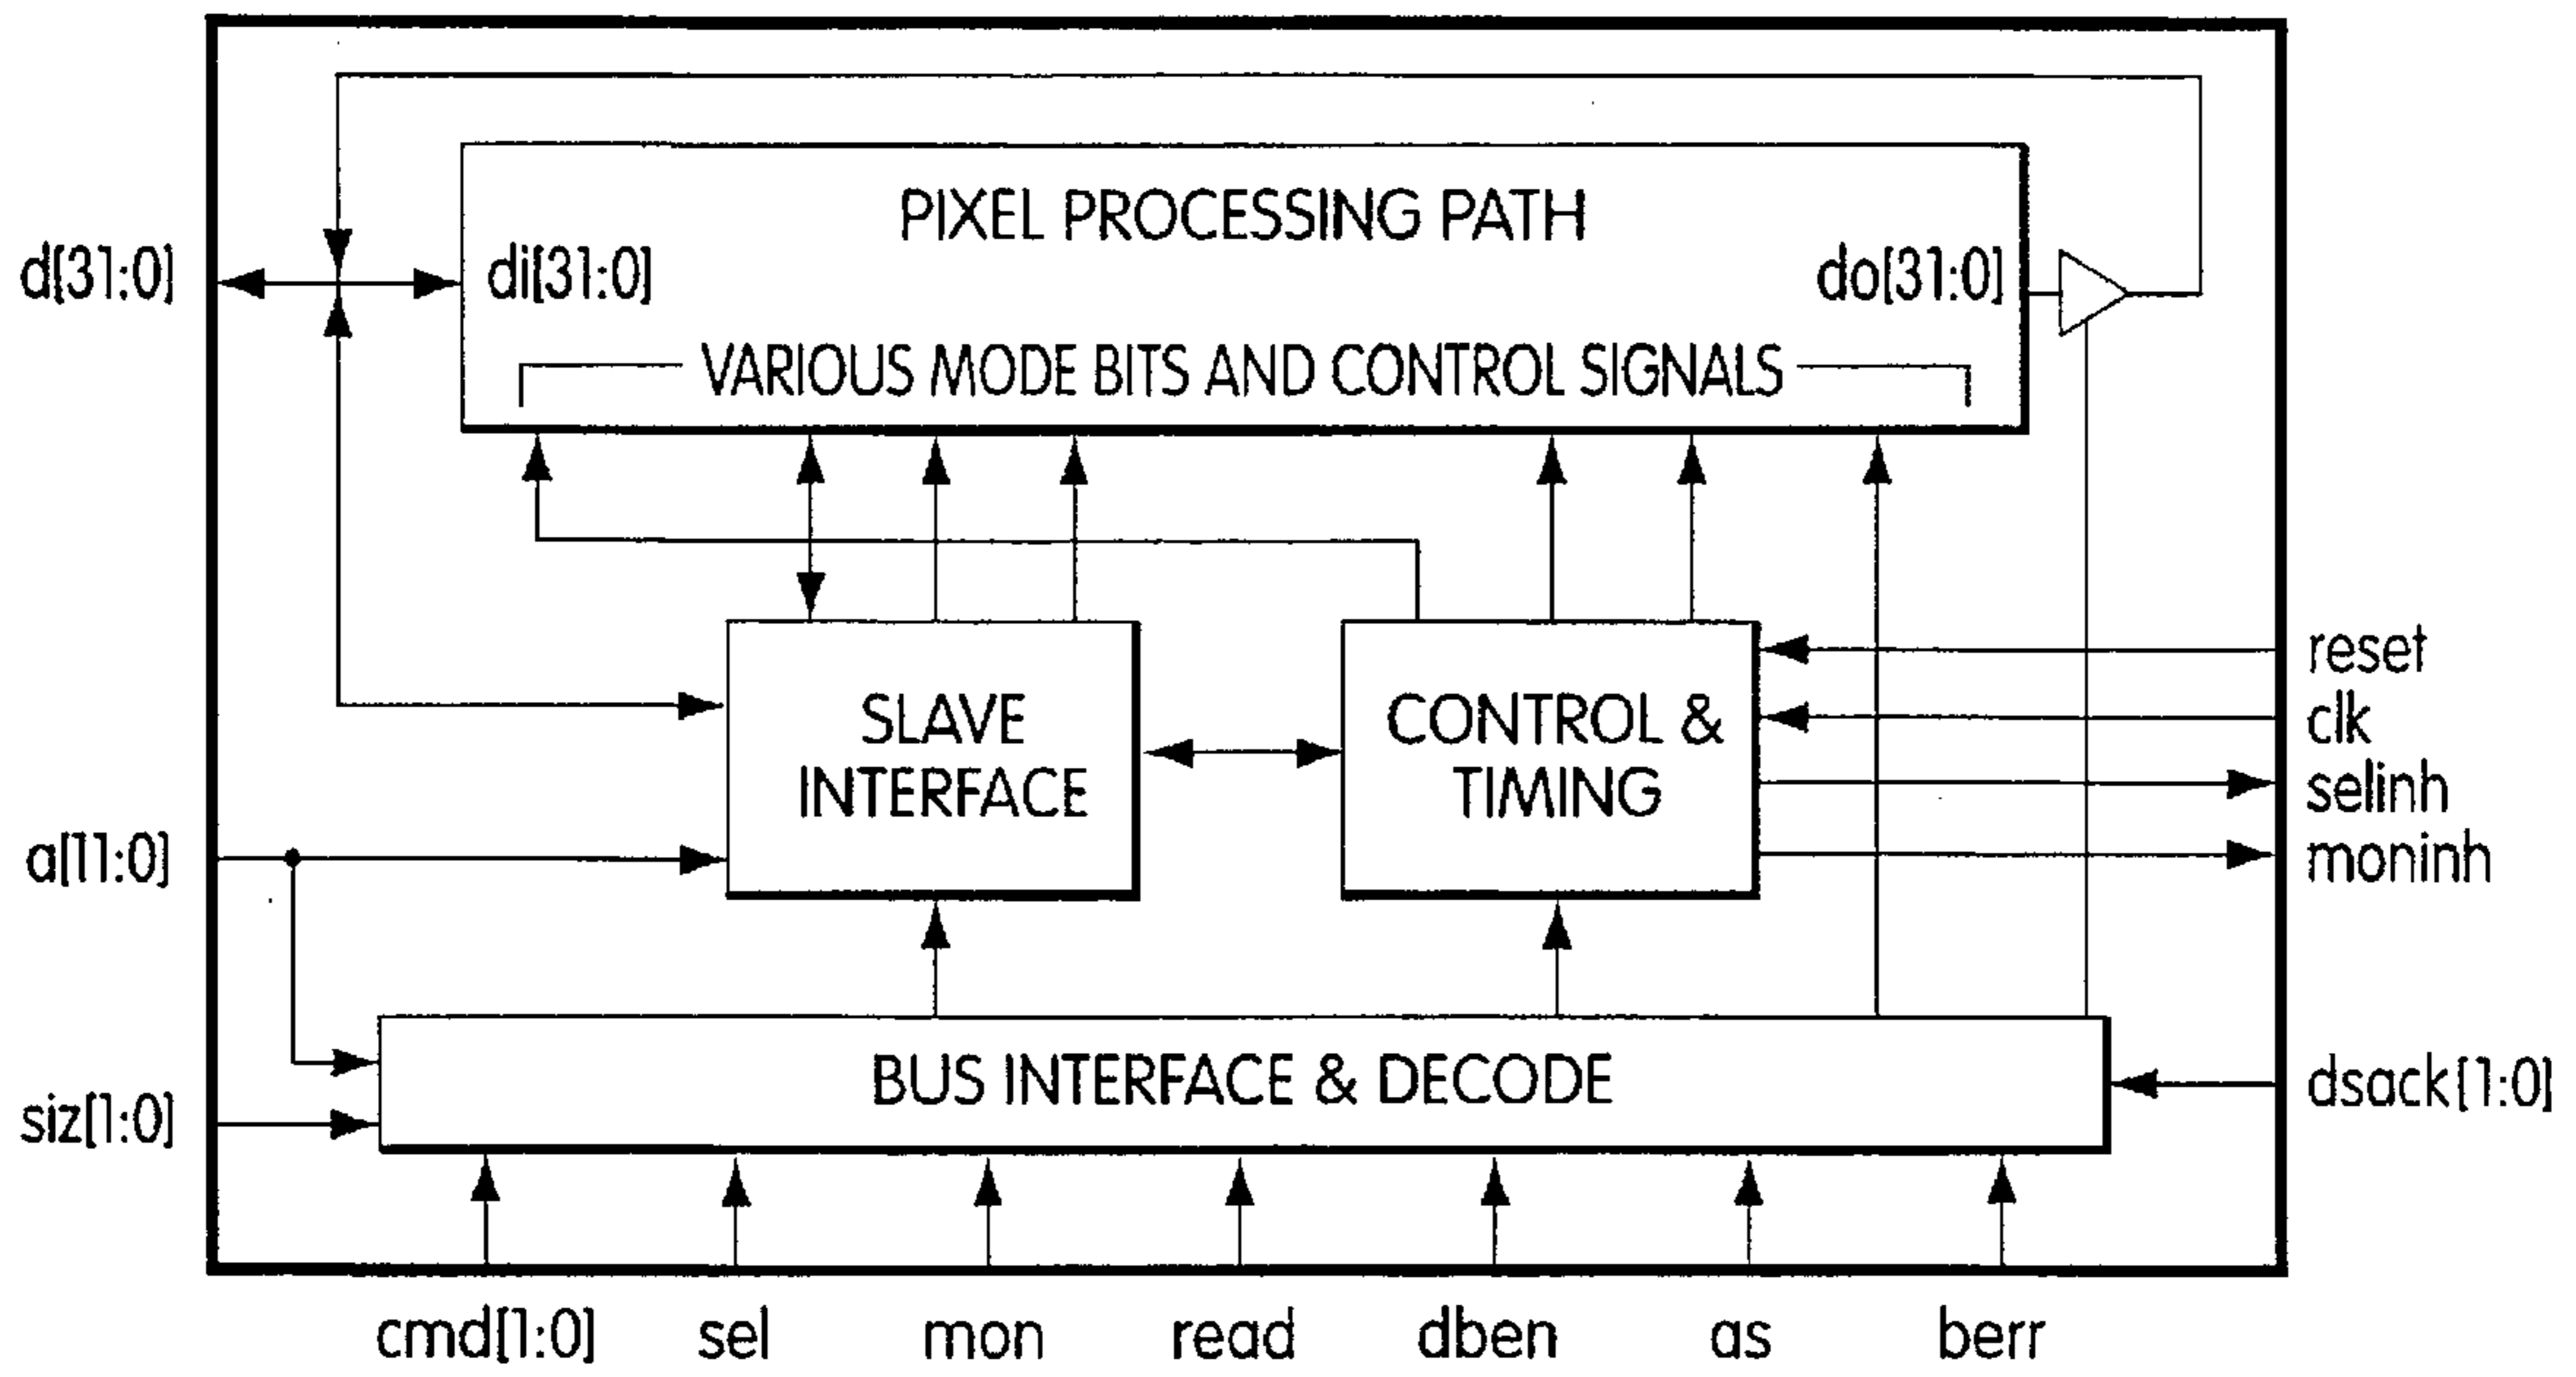 PIXEL PROCESSING PATH
d[31:0]
di[31:0]
do[31:0]
VARIOUS MODE BITS AND CONTROL SIGNALS
reset
SLAVE
INTERFACE
CONTROL &
TIMING
clk
selinh
a[11:0]
moninh
BUS INTERFACE & DECODE
siz[1:0]
dsack[1:0]
cmd[1:0]
sel
mon
read
dben
as
berr